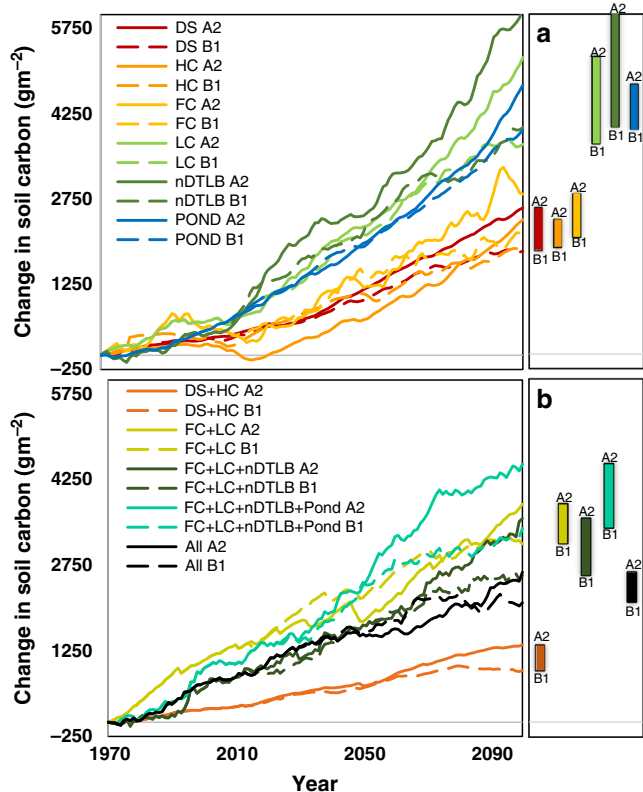 a
Change in soil carbon (gm⁻²)
5750
4250
2750
1250
−250
DS A2
DS B1
HC A2
HC B1
FC A2
FC B1
LC A2
LC B1
nDTLB A2
nDTLB B1
POND A2
POND B1
A2
B1
A2
B1
A2
B1
A2
B1
A2
B1
A2
B1
b
Change in soil carbon (gm⁻²)
5750
4250
2750
1250
−250
DS+HC A2
DS+HC B1
FC+LC A2
FC+LC B1
FC+LC+nDTLB A2
FC+LC+nDTLB B1
FC+LC+nDTLB+Pond A2
FC+LC+nDTLB+Pond B1
All A2
All B1
A2
B1
A2
B1
A2
B1
A2
B1
A2
B1
1970
2010
2050
2090
Year